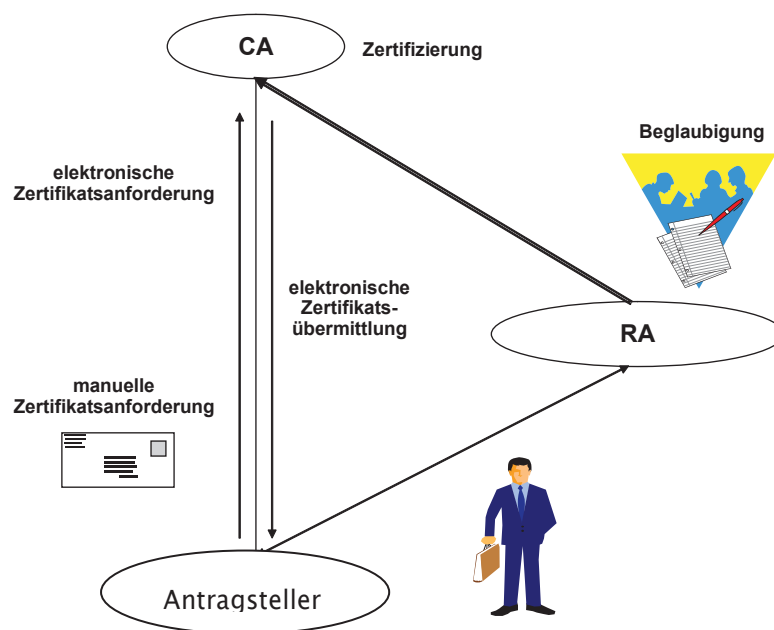 CA
Zertifizierung
Beglaubigung
elektronische
Zertifikatsanforderung
elektronische
Zertifikats-
übermittlung
RA
manuelle
Zertifikatsanforderung
Antragsteller